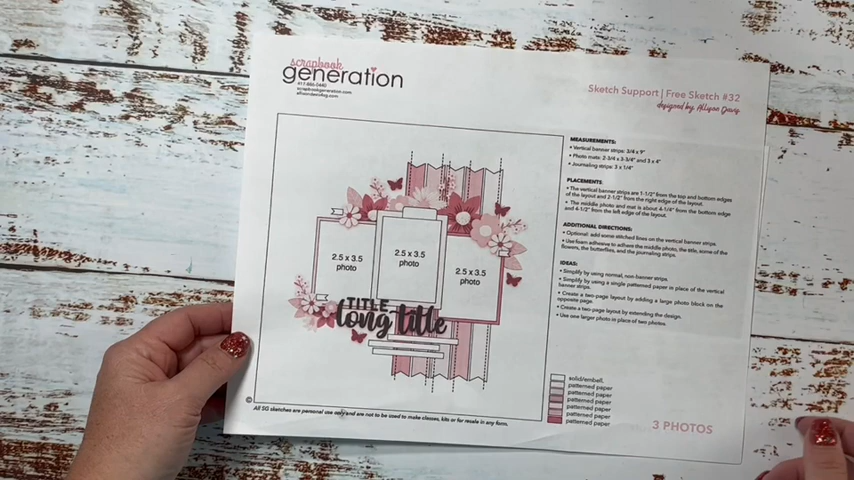 scrapbook
generation
417-886-0440
scrapbookgeneration.com
Sketch Support | Free Sketch #32
designed by Allison Davis
2.5 x 3.5
photo
2.5 x 3.5
photo
2.5 x 3.5
photo
TITLE
long title
MEASUREMENTS:
• Vertical banner strips: 3/4 x 9"
• Photo mats: 2-3/4 x 3-3/4" and 3 x 4"
• Journaling strips: 3 x 1/4"
PLACEMENTS
• The vertical banner strips are 1-1/2" from the top and bottom edges
of the layout and 2-1/2" from the right edge of the layout.
• The middle photo and mat is about 4-1/4" from the bottom edge
and 4-1/2" from the left edge of the layout.
ADDITIONAL DIRECTIONS:
• Optional: add some stitched lines on the vertical banner strips.
• Use foam adhesive to adhere the middle photo, the title, some of the
flowers, the butterflies, and the journaling strips.
IDEAS:
• Simplify by using normal, non-banner strips.
• Simplify by using a single patterned paper in place of the vertical
banner strips.
• Create a two-page layout by adding a large photo block on the
opposite page.
• Create a two-page layout by extending the design.
• Use one larger photo in place of two photos.
solid/embell.
patterned paper
patterned paper
patterned paper
patterned paper
patterned paper
© All SG sketches are personal use only and are not to be used to make classes, kits or for resale in any form.
3 PHOTOS